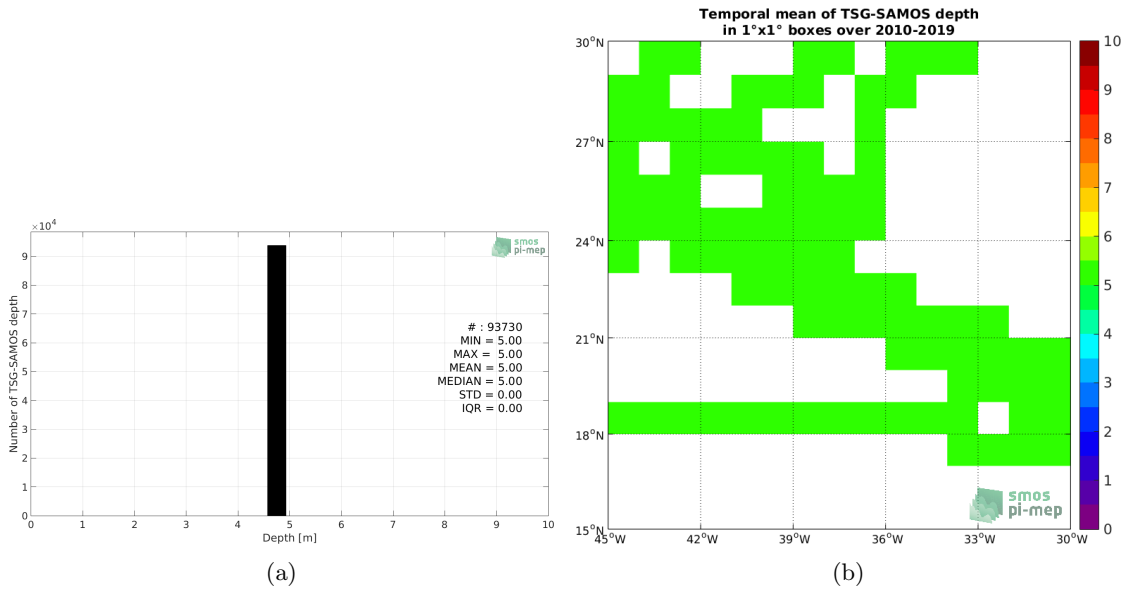 ×10⁴
9
8
7
6
5
4
3
2
1
0
Number of TSG-SAMOS depth
smos
pi-mep
# : 93730
MIN = 5.00
MAX = 5.00
MEAN = 5.00
MEDIAN = 5.00
STD = 0.00
IQR = 0.00
0 1 2 3 4 5 6 7 8 9 10
Depth [m]
(a)
Temporal mean of TSG-SAMOS depth
in 1°x1° boxes over 2010-2019
30°N
27°N
24°N
21°N
18°N
15°N
45°W 42°W 39°W 36°W 33°W 30°W
smos
pi-mep
10
9
8
7
6
5
4
3
2
1
0
(b)